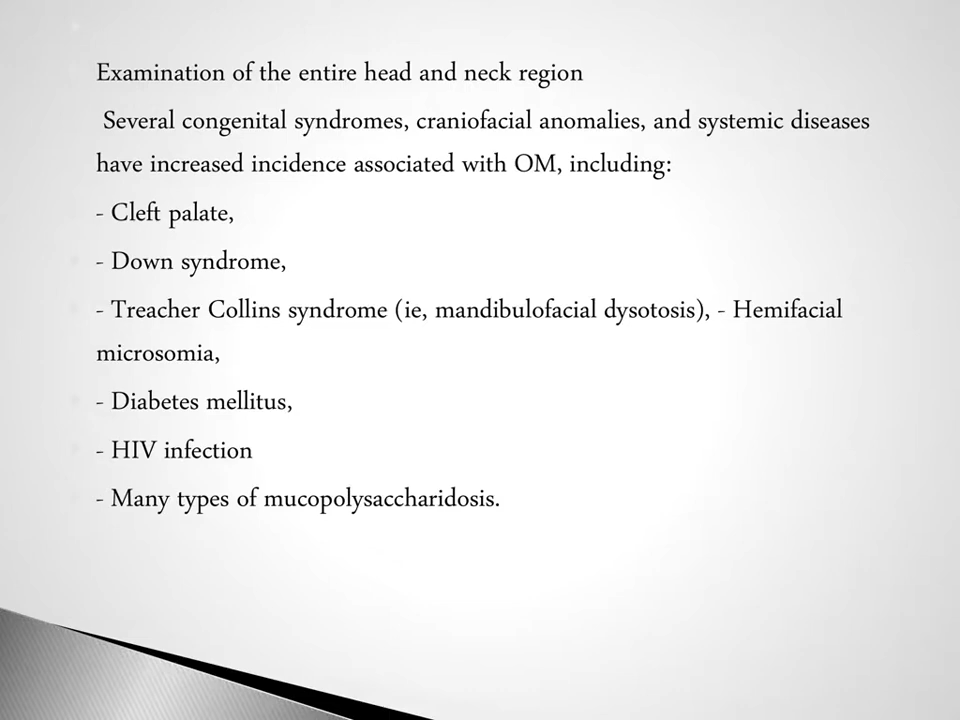 Examination of the entire head and neck region
Several congenital syndromes, craniofacial anomalies, and systemic diseases
have increased incidence associated with OM, including:
- Cleft palate,
- Down syndrome,
- Treacher Collins syndrome (ie, mandibulofacial dysotosis), - Hemifacial
microsomia,
- Diabetes mellitus,
- HIV infection
- Many types of mucopolysaccharidosis.